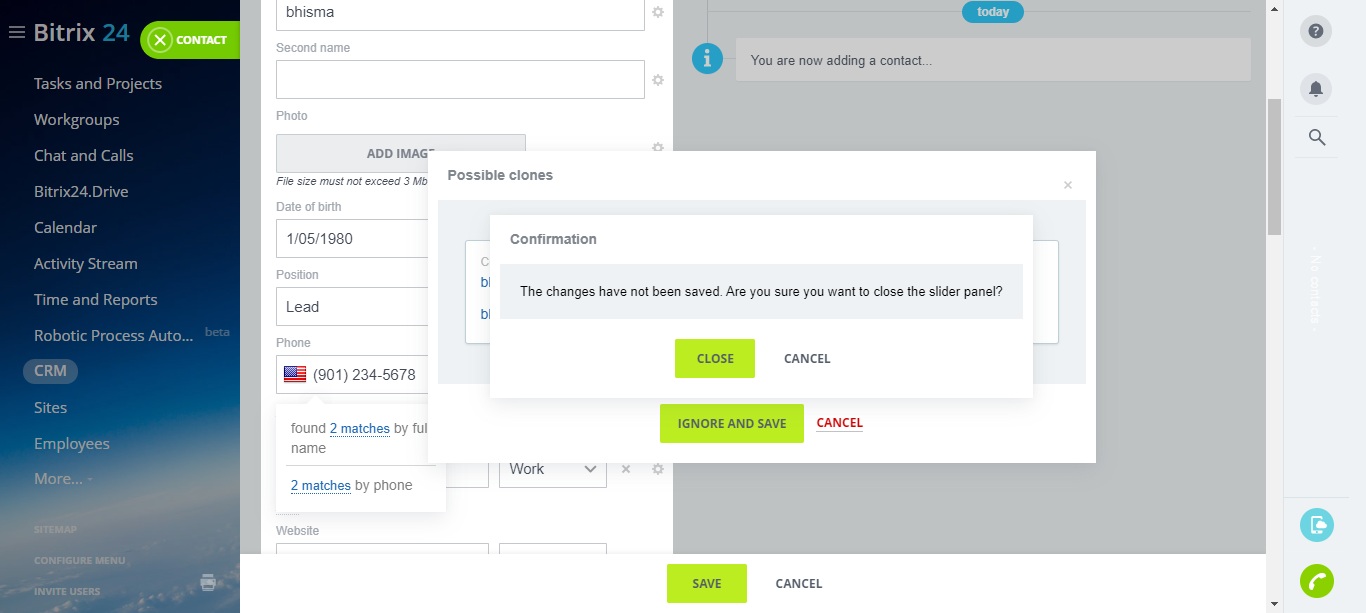 Bitrix 24
CONTACT
Tasks and Projects
Workgroups
Chat and Calls
Bitrix24.Drive
Calendar
Activity Stream
Time and Reports
Robotic Process Auto... beta
CRM
Sites
Employees
More... -
SITEMAP
CONFIGURE MENU
INVITE USERS
bhisma
Second name
Photo
ADD IMAGE
File size must not exceed 3 Mb
Date of birth
1/05/1980
Position
Lead
Phone
(901) 234-5678
found 2 matches by ful
name
2 matches by phone
Work
Website
today
You are now adding a contact...
Possible clones
Confirmation
The changes have not been saved. Are you sure you want to close the slider panel?
CLOSE CANCEL
IGNORE AND SAVE CANCEL
SAVE CANCEL
- No contacts -